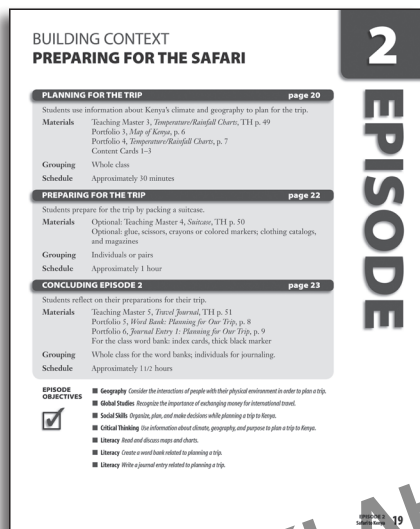 BUILDING CONTEXT
PREPARING FOR THE SAFARI
2
EPISODE
PLANNING FOR THE TRIP page 20
Students use information about Kenya's climate and geography to plan for the trip.
Materials Teaching Master 3, Temperature/Rainfall Charts, TH p. 49
Portfolio 3, Map of Kenya, p. 6
Portfolio 4, Temperature/Rainfall Charts, p. 7
Content Cards 1–3
Grouping Whole class
Schedule Approximately 30 minutes
PREPARING FOR THE TRIP page 22
Students prepare for the trip by packing a suitcase.
Materials Optional: Teaching Master 4, Suitcase, TH p. 50
Optional: glue, scissors, crayons or colored markers; clothing catalogs,
and magazines
Grouping Individuals or pairs
Schedule Approximately 1 hour
CONCLUDING EPISODE 2 page 23
Students reflect on their preparations for their trip.
Materials Teaching Master 5, Travel Journal, TH p. 51
Portfolio 5, Word Bank: Planning for Our Trip, p. 8
Portfolio 6, Journal Entry 1: Planning for Our Trip, p. 9
For the class word bank: index cards, thick black marker
Grouping Whole class for the word banks; individuals for journaling.
Schedule Approximately 1 1/2 hours
EPISODE
OBJECTIVES
■ Geography Consider the interactions of people with their physical environment in order to plan a trip.
■ Global Studies Recognize the importance of exchanging money for international travel.
■ Social Skills Organize, plan, and make decisions while planning a trip to Kenya.
■ Critical Thinking Use information about climate, geography, and purpose to plan a trip to Kenya.
■ Literacy Read and discuss maps and charts.
■ Literacy Create a word bank related to planning a trip.
■ Literacy Write a journal entry related to planning a trip.
EPISODE 2
Safari to Kenya 19